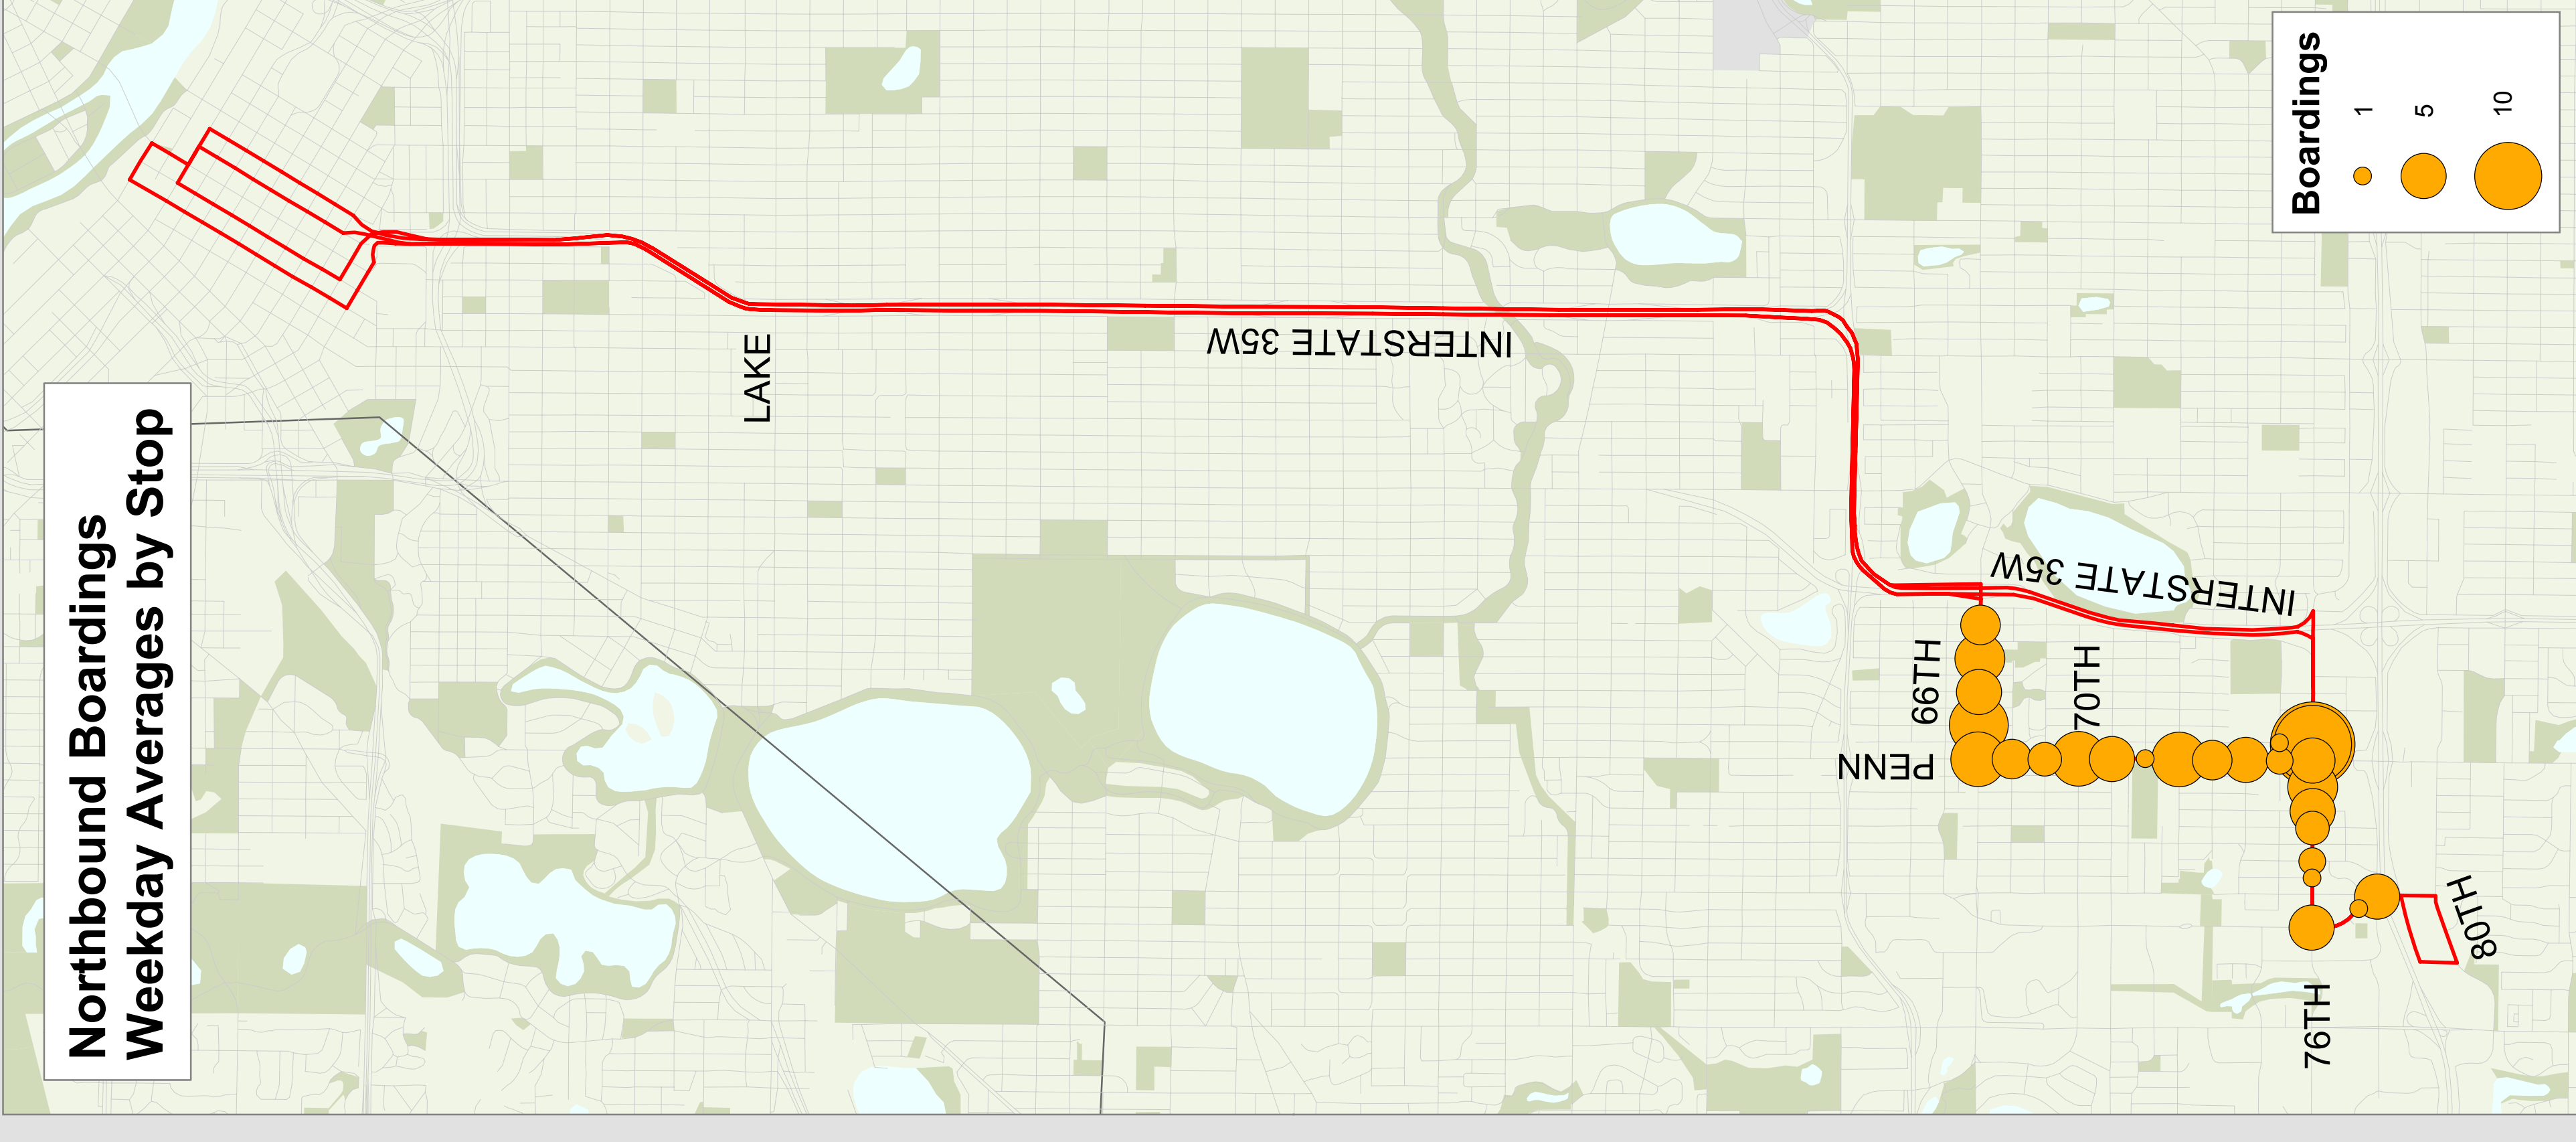 Northbound Boardings
Weekday Averages by Stop
LAKE
INTERSTATE 35W
PENN
66TH
70TH
INTERSTATE 35W
76TH
80TH
Boardings
1
5
10